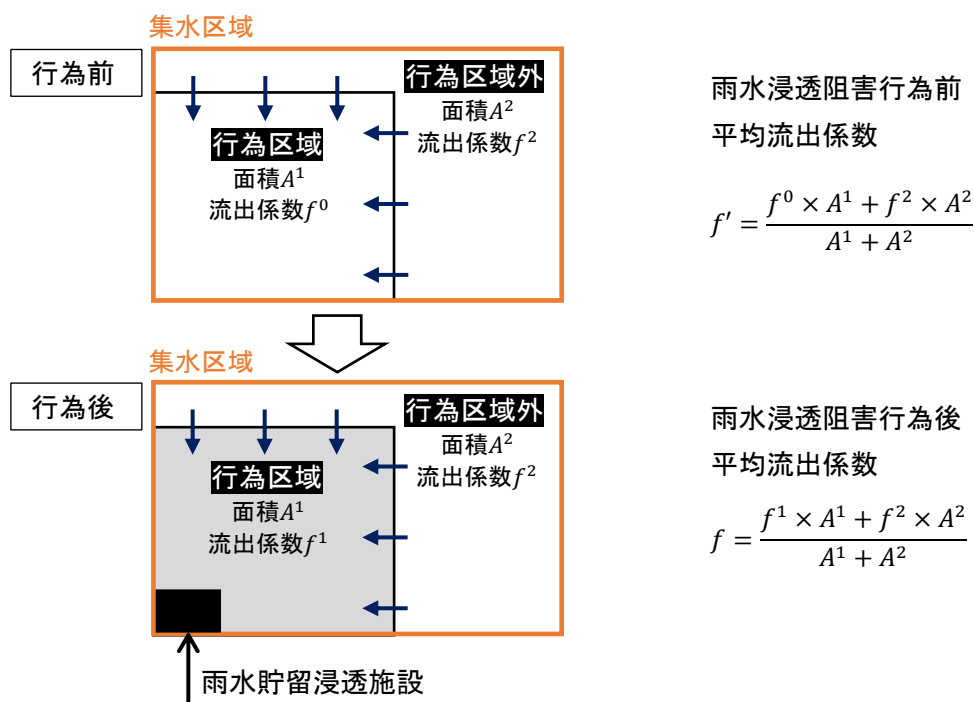 集水区域
行為前
行為区域外
面積A²
流出係数f²
行為区域
面積A¹
流出係数f⁰
雨水浸透阻害行為前
平均流出係数
f′ = (f⁰ × A¹ + f² × A²) / (A¹ + A²)
集水区域
行為後
行為区域外
面積A²
流出係数f²
行為区域
面積A¹
流出係数f¹
雨水貯留浸透施設
雨水浸透阻害行為後
平均流出係数
f = (f¹ × A¹ + f² × A²) / (A¹ + A²)